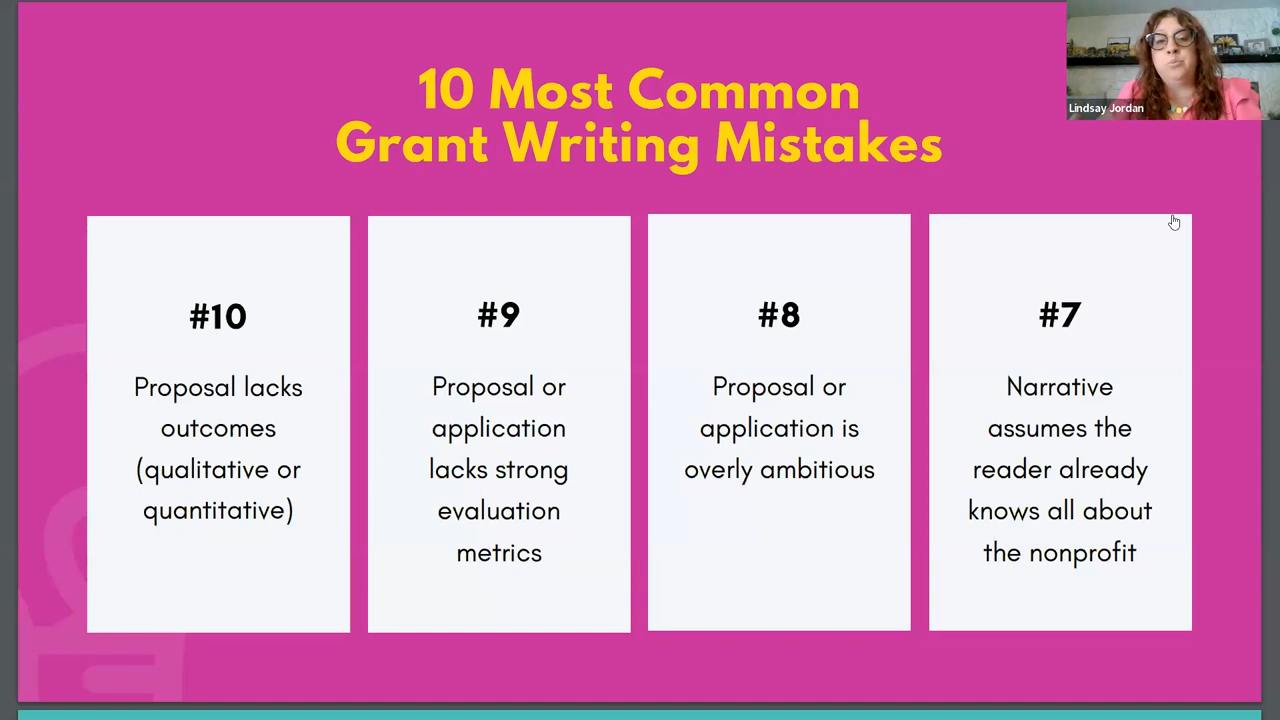 10 Most Common
Grant Writing Mistakes
Lindsay Jordan
#10
Proposal lacks
outcomes
(qualitative or
quantitative)
#9
Proposal or
application
lacks strong
evaluation
metrics
#8
Proposal or
application is
overly ambitious
#7
Narrative
assumes the
reader already
knows all about
the nonprofit